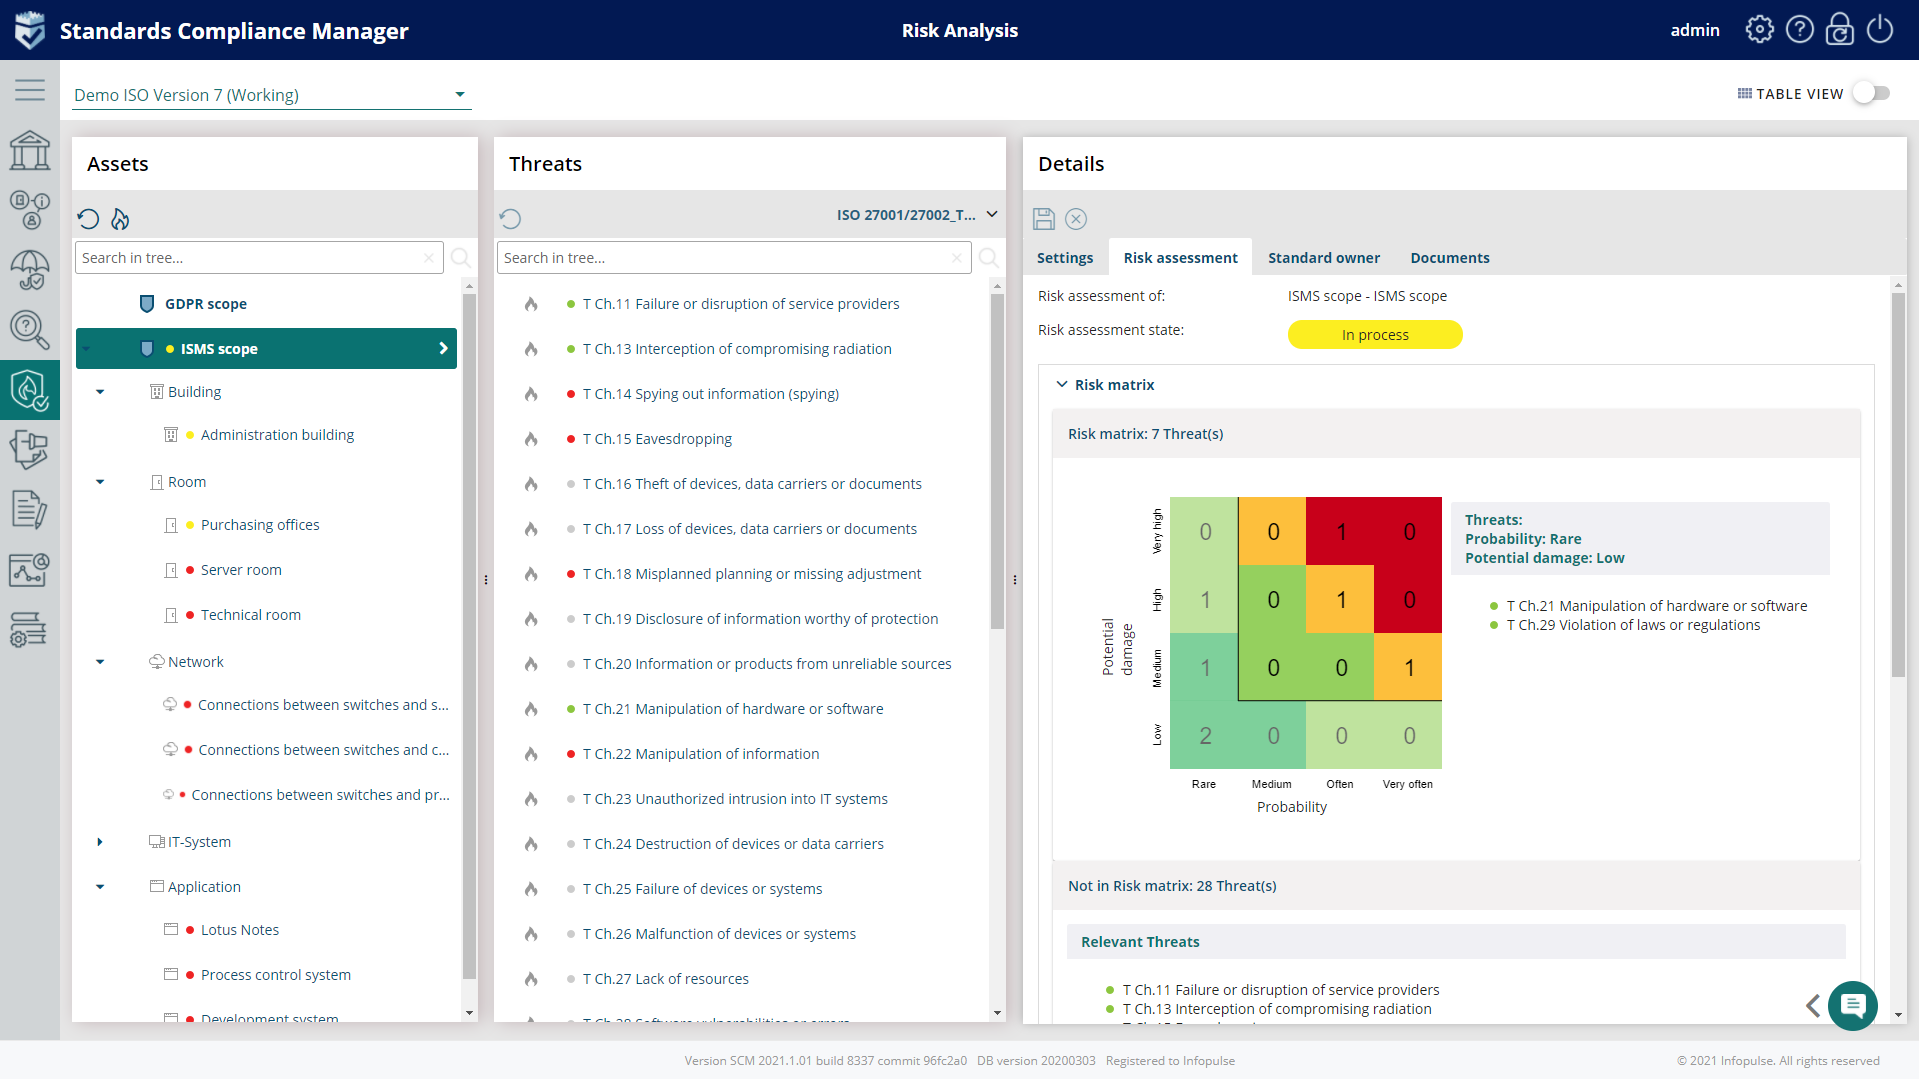 Standards Compliance Manager
Risk Analysis
admin
Demo ISO Version 7 (Working)
TABLE VIEW
Assets
Search in tree...
GDPR scope
ISMS scope
Building
Administration building
Room
Purchasing offices
Server room
Technical room
Network
Connections between switches and s...
Connections between switches and c...
Connections between switches and pr...
IT-System
Application
Lotus Notes
Process control system
Development system
Threats
ISO 27001/27002_T...
Search in tree...
T Ch.11 Failure or disruption of service providers
T Ch.13 Interception of compromising radiation
T Ch.14 Spying out information (spying)
T Ch.15 Eavesdropping
T Ch.16 Theft of devices, data carriers or documents
T Ch.17 Loss of devices, data carriers or documents
T Ch.18 Misplanned planning or missing adjustment
T Ch.19 Disclosure of information worthy of protection
T Ch.20 Information or products from unreliable sources
T Ch.21 Manipulation of hardware or software
T Ch.22 Manipulation of information
T Ch.23 Unauthorized intrusion into IT systems
T Ch.24 Destruction of devices or data carriers
T Ch.25 Failure of devices or systems
T Ch.26 Malfunction of devices or systems
T Ch.27 Lack of resources
Details
Settings
Risk assessment
Standard owner
Documents
Risk assessment of:
ISMS scope - ISMS scope
Risk assessment state:
In process
Risk matrix
Risk matrix: 7 Threat(s)
Potential
damage
Very high
0 0 1 0
High
1 0 1 0
Medium
1 0 0 1
Low
2 0 0 0
Rare Medium Often Very often
Probability
Threats:
Probability: Rare
Potential damage: Low
T Ch.21 Manipulation of hardware or software
T Ch.29 Violation of laws or regulations
Not in Risk matrix: 28 Threat(s)
Relevant Threats
T Ch.11 Failure or disruption of service providers
T Ch.13 Interception of compromising radiation
Version SCM 2021.1.01 build 8337 commit 96fc2a0 DB version 20200303 Registered to Infopulse
© 2021 Infopulse. All rights reserved